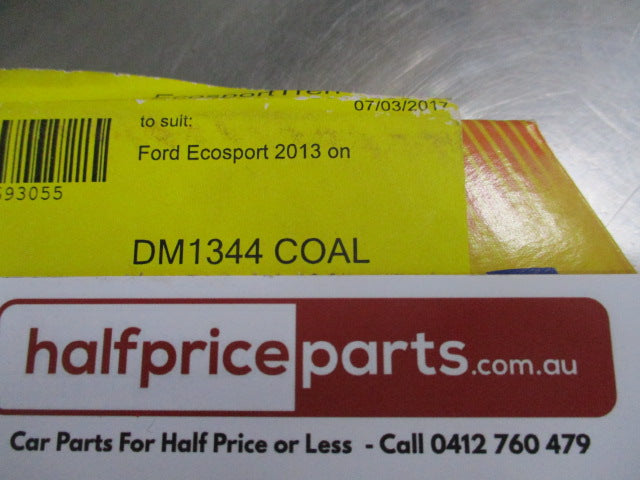 Ecosport
07/03/2017
to suit:
Ford Ecosport 2013 on
593055
DM1344 COAL
halfpriceparts.com.au
Car Parts For Half Price or Less - Call 0412 760 479